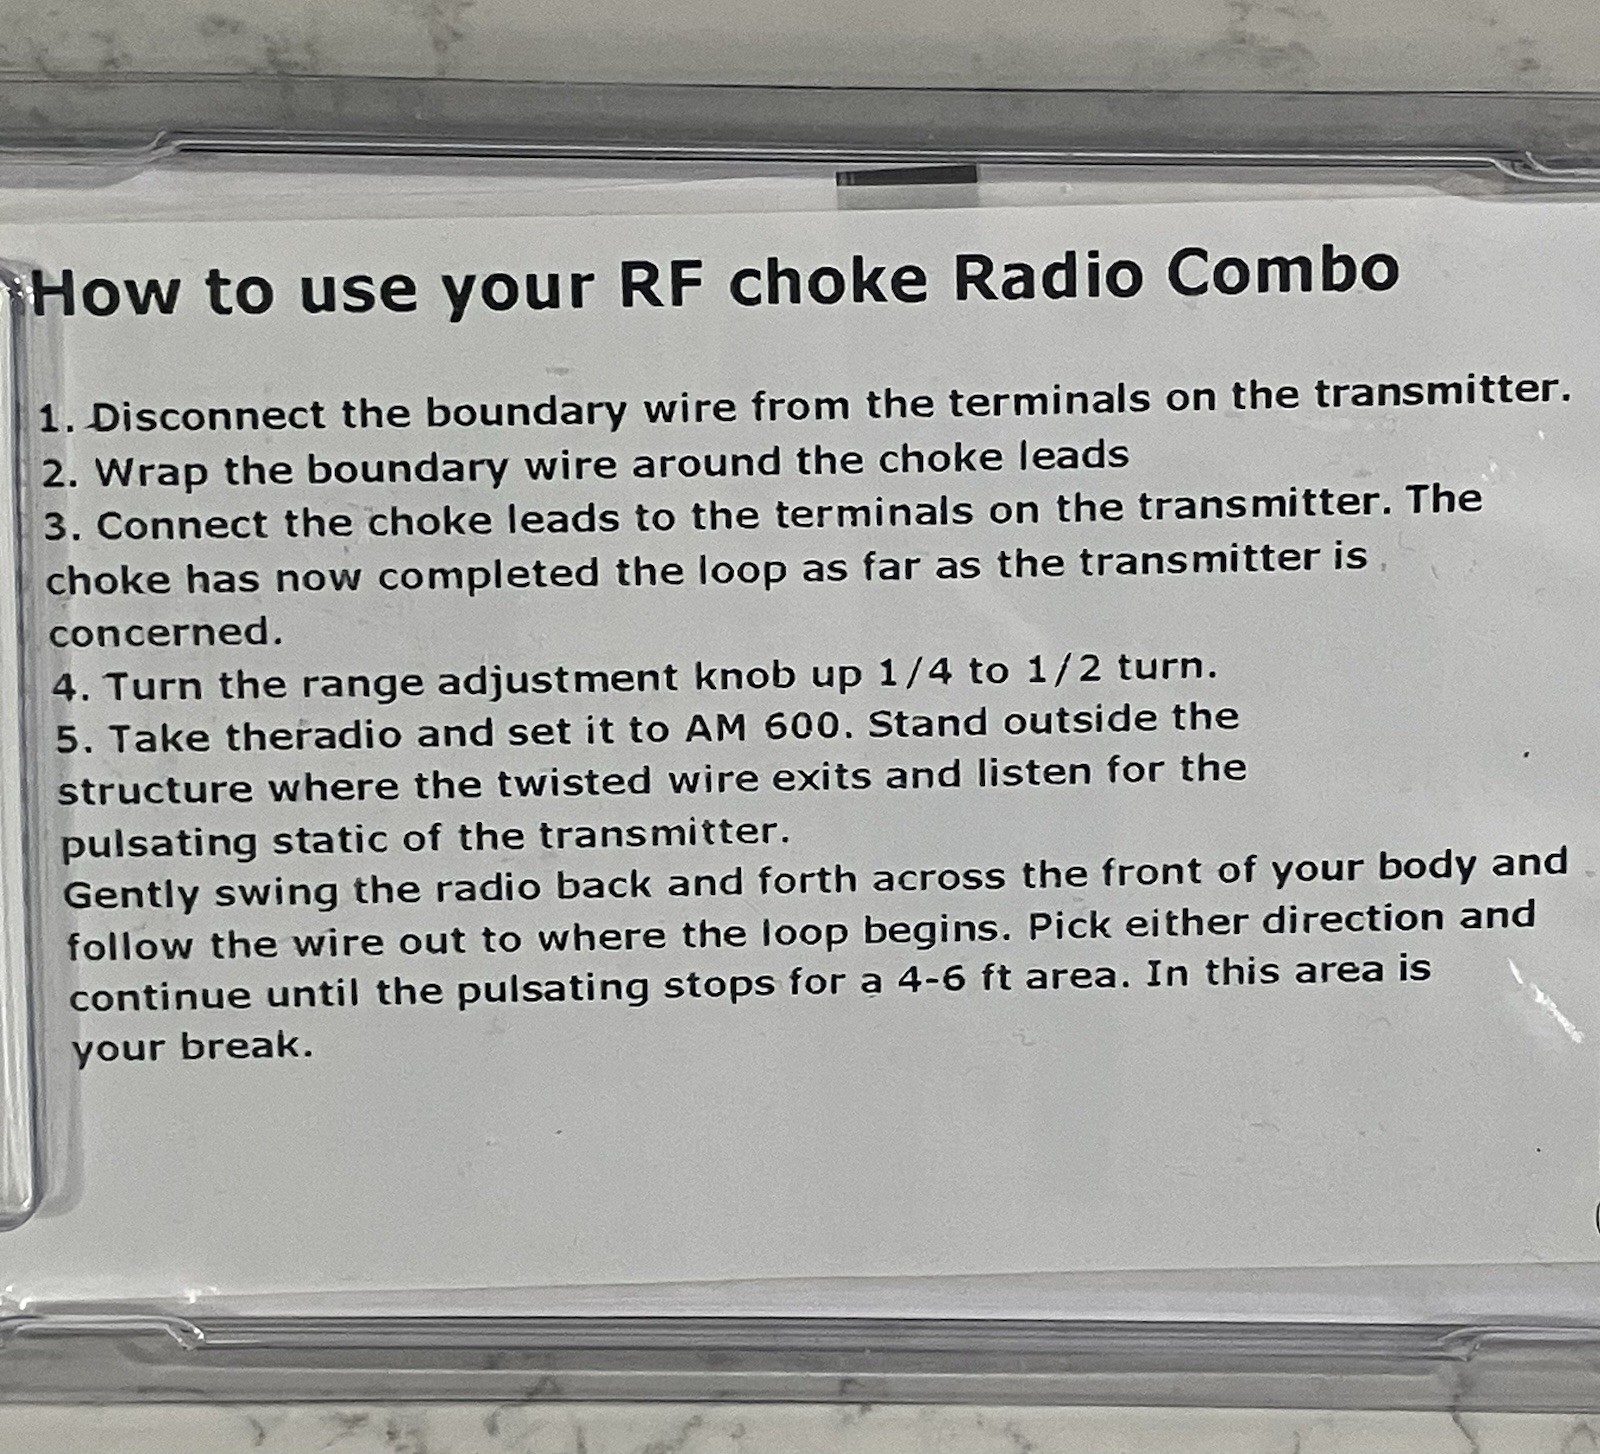 How to use your RF choke Radio Combo
1. Disconnect the boundary wire from the terminals on the transmitter.
2. Wrap the boundary wire around the choke leads
3. Connect the choke leads to the terminals on the transmitter. The
choke has now completed the loop as far as the transmitter is
concerned.
4. Turn the range adjustment knob up 1/4 to 1/2 turn.
5. Take theradio and set it to AM 600. Stand outside the
structure where the twisted wire exits and listen for the
pulsating static of the transmitter.
Gently swing the radio back and forth across the front of your body and
follow the wire out to where the loop begins. Pick either direction and
continue until the pulsating stops for a 4-6 ft area. In this area is
your break.